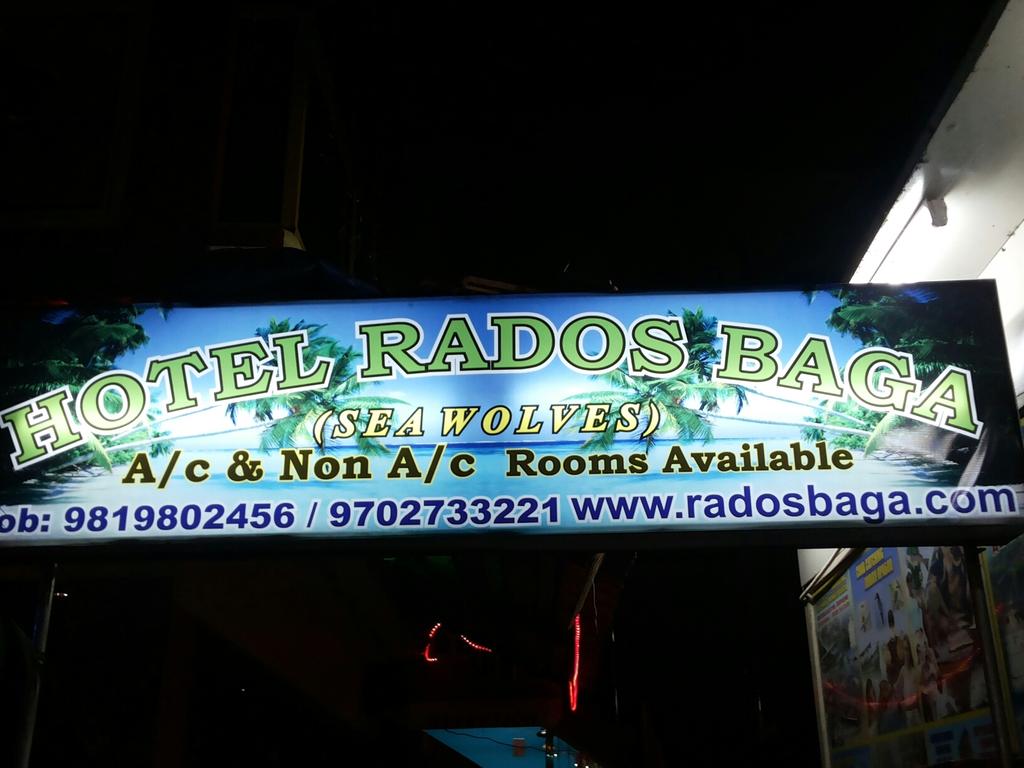 HOTEL RADOS BAGA
(SEA WOLVES)
A/c & Non A/c Rooms Available
ob: 9819802456 / 9702733221 www.radosbaga.com